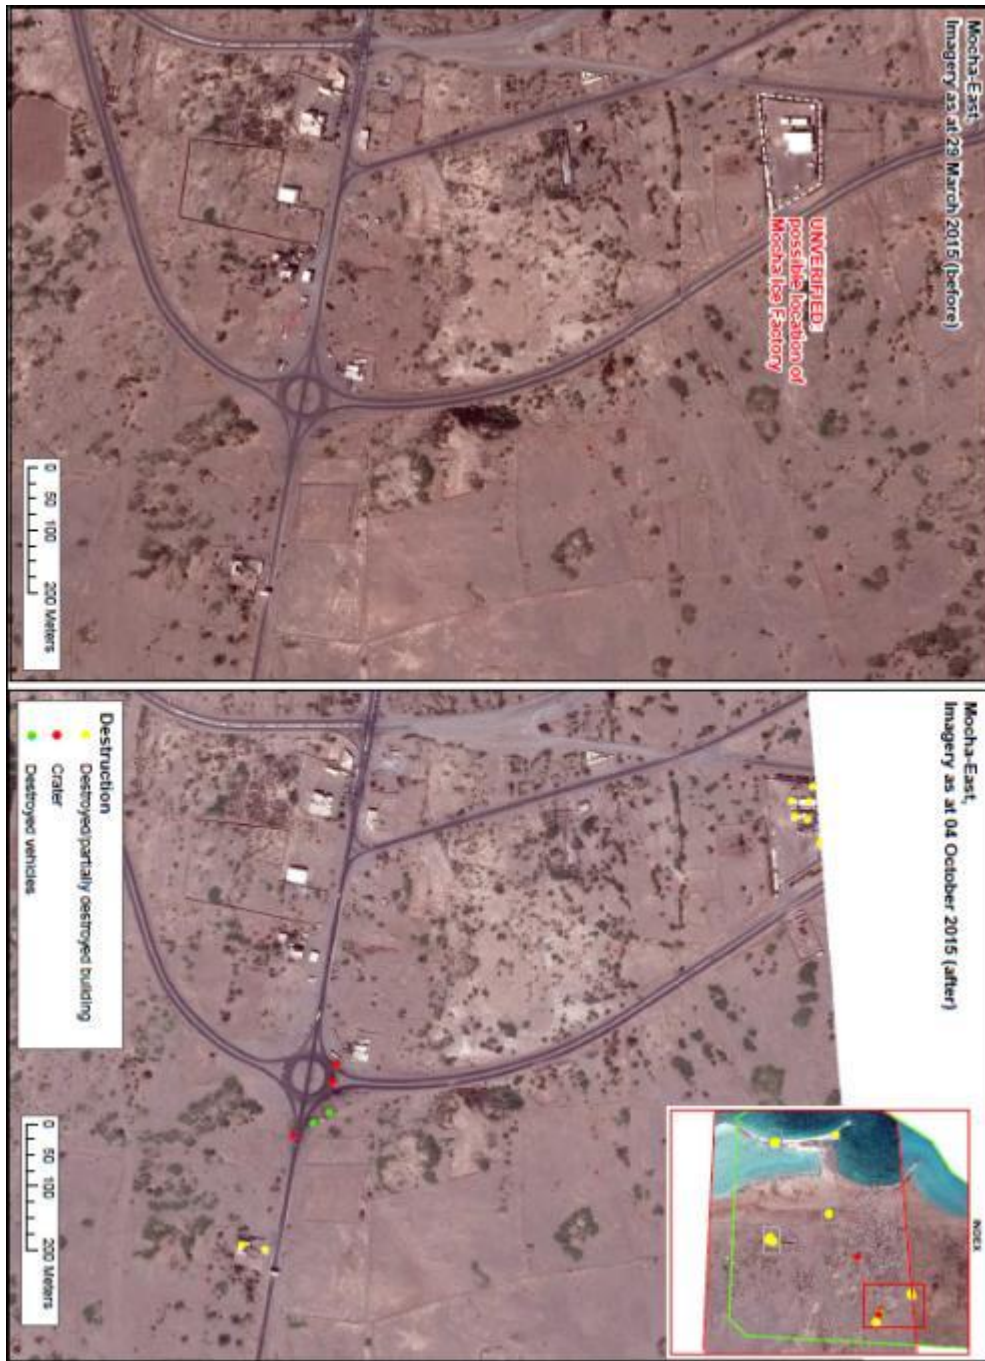 Mocha-East,
Imagery as at 29 March 2015 (before)
UNVERIFIED:
possible location of
Mocha Ice Factory
0 50 100 200 Meters
Mocha-East,
Imagery as at 04 October 2015 (after)
INDEX
Destruction
Destroyed/partially destroyed building
Crater
Destroyed vehicles
0 50 100 200 Meters